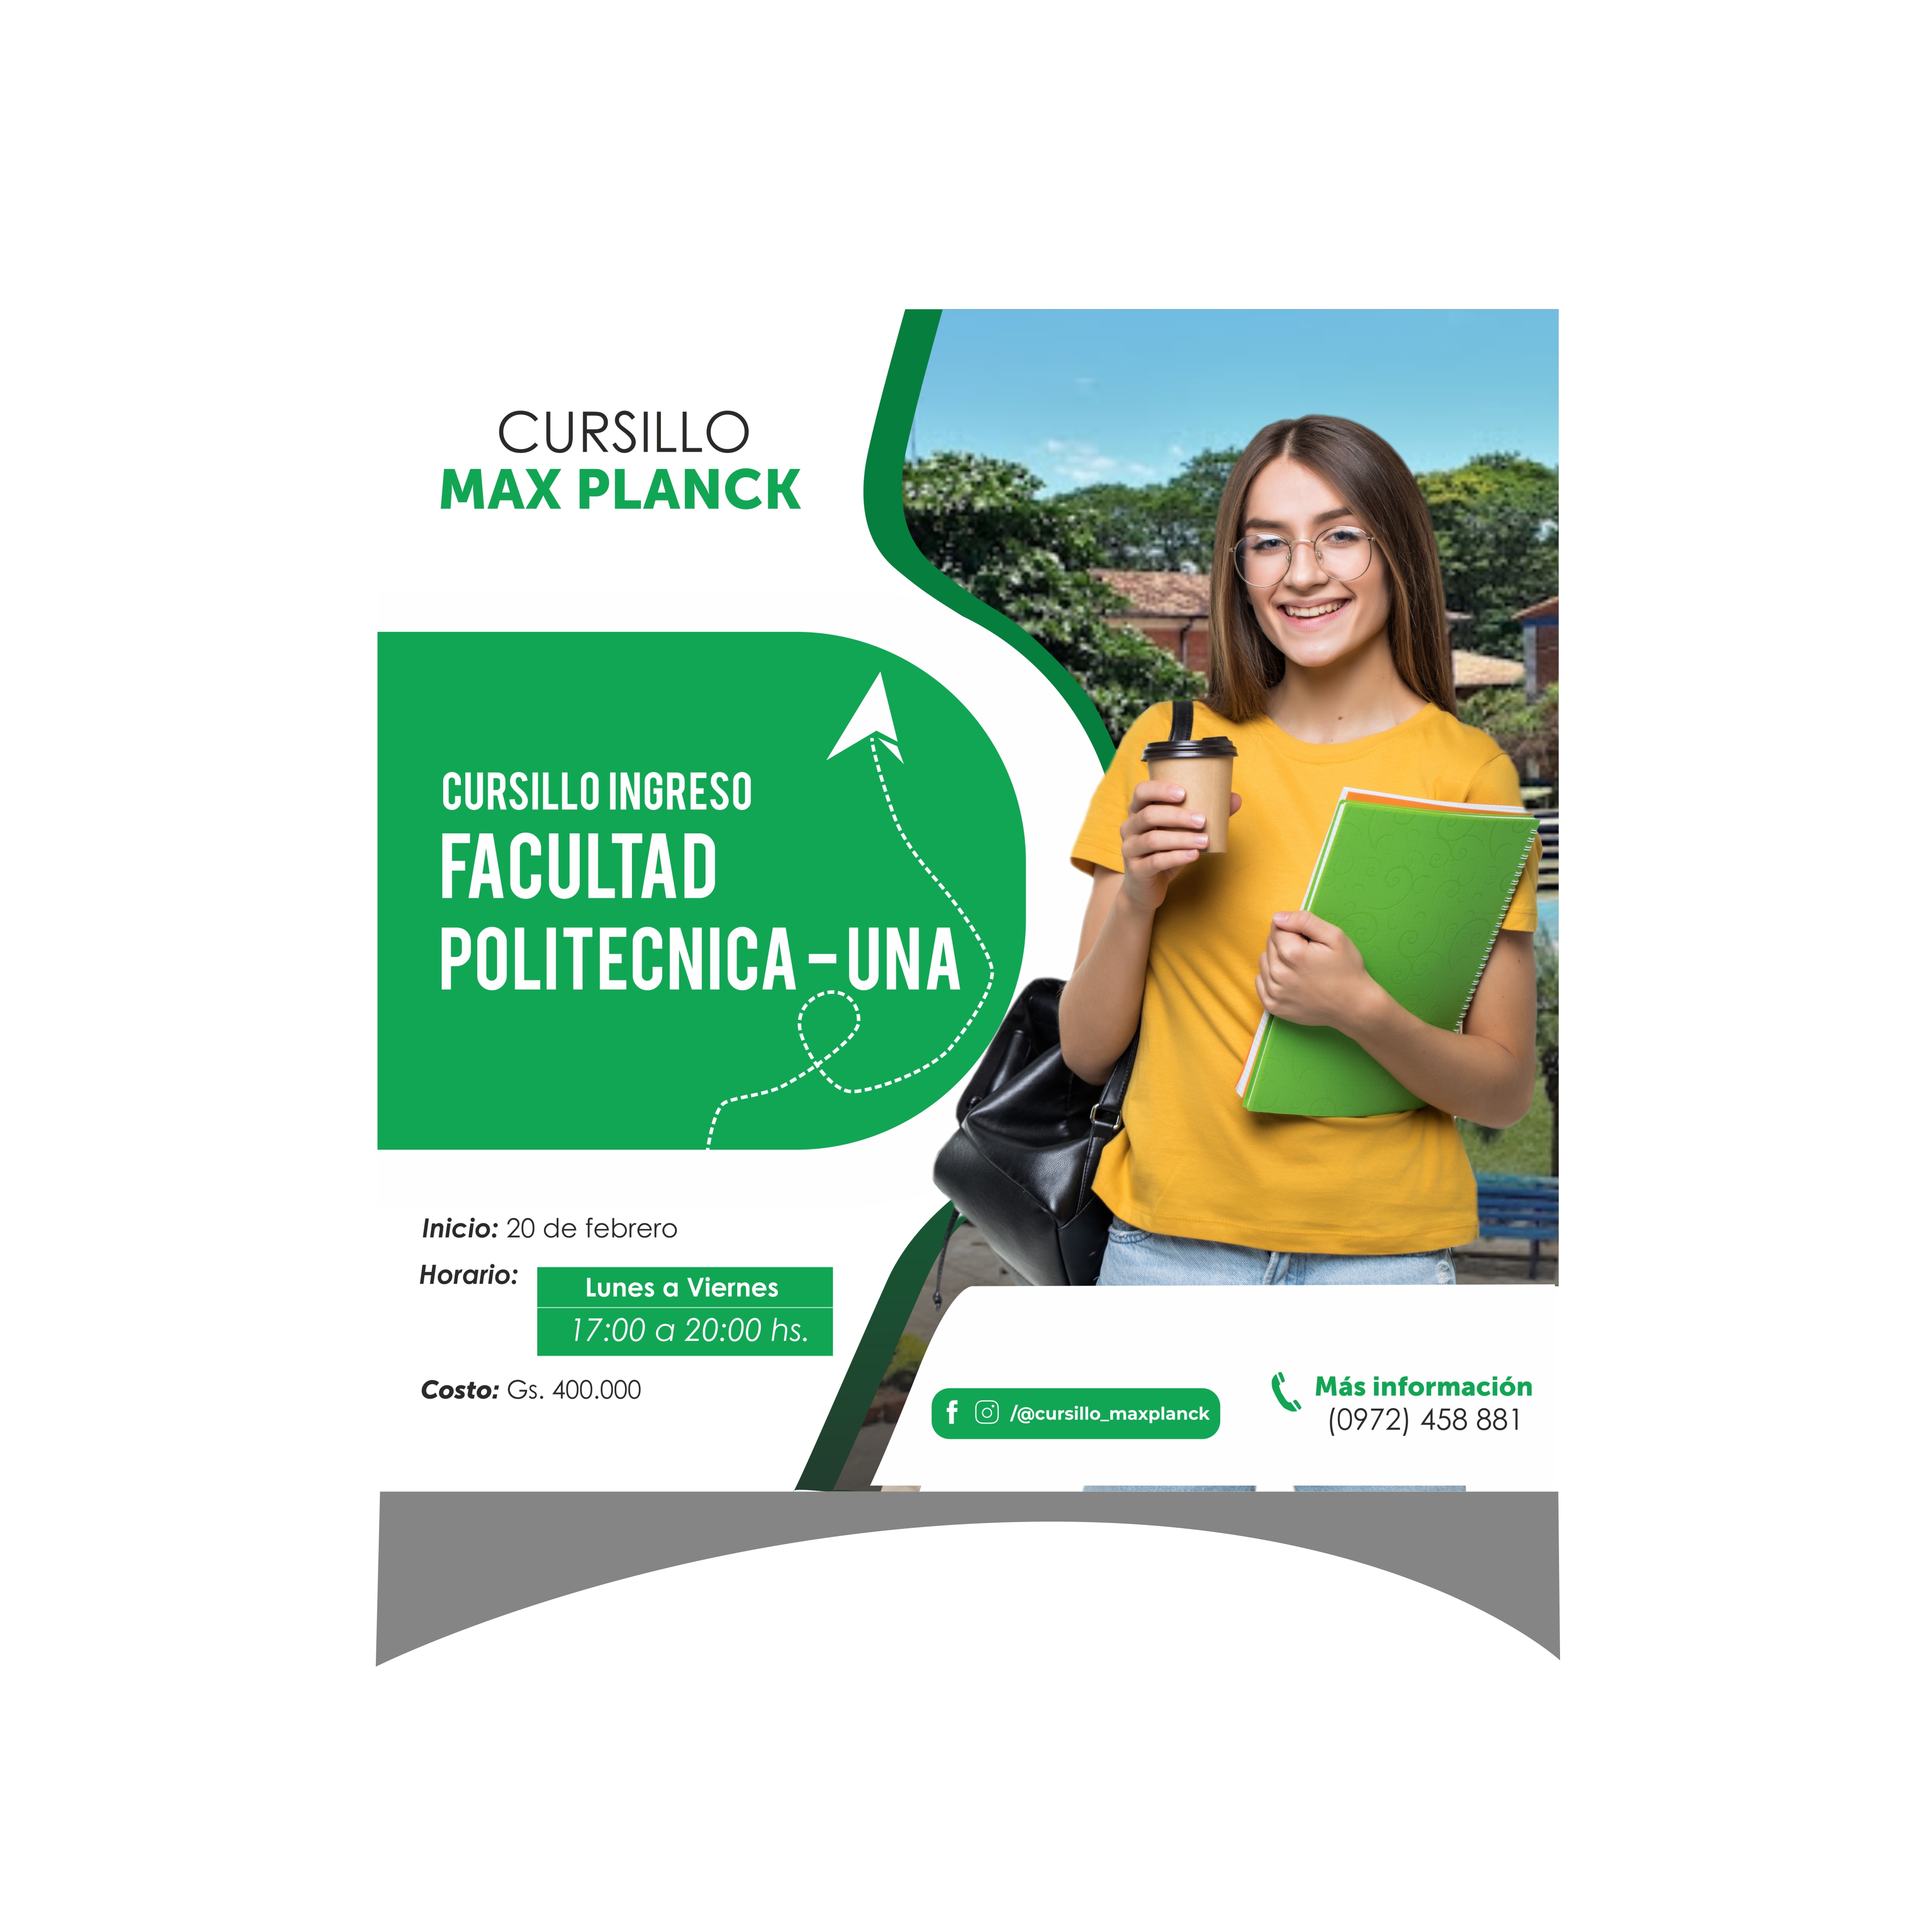 CURSILLO
MAX PLANCK
CURSILLO INGRESO
FACULTAD
POLITECNICA – UNA
Inicio: 20 de febrero
Horario:
Lunes a Viernes
17:00 a 20:00 hs.
Costo: Gs. 400.000
/@cursillo_maxplanck
Más información
(0972) 458 881